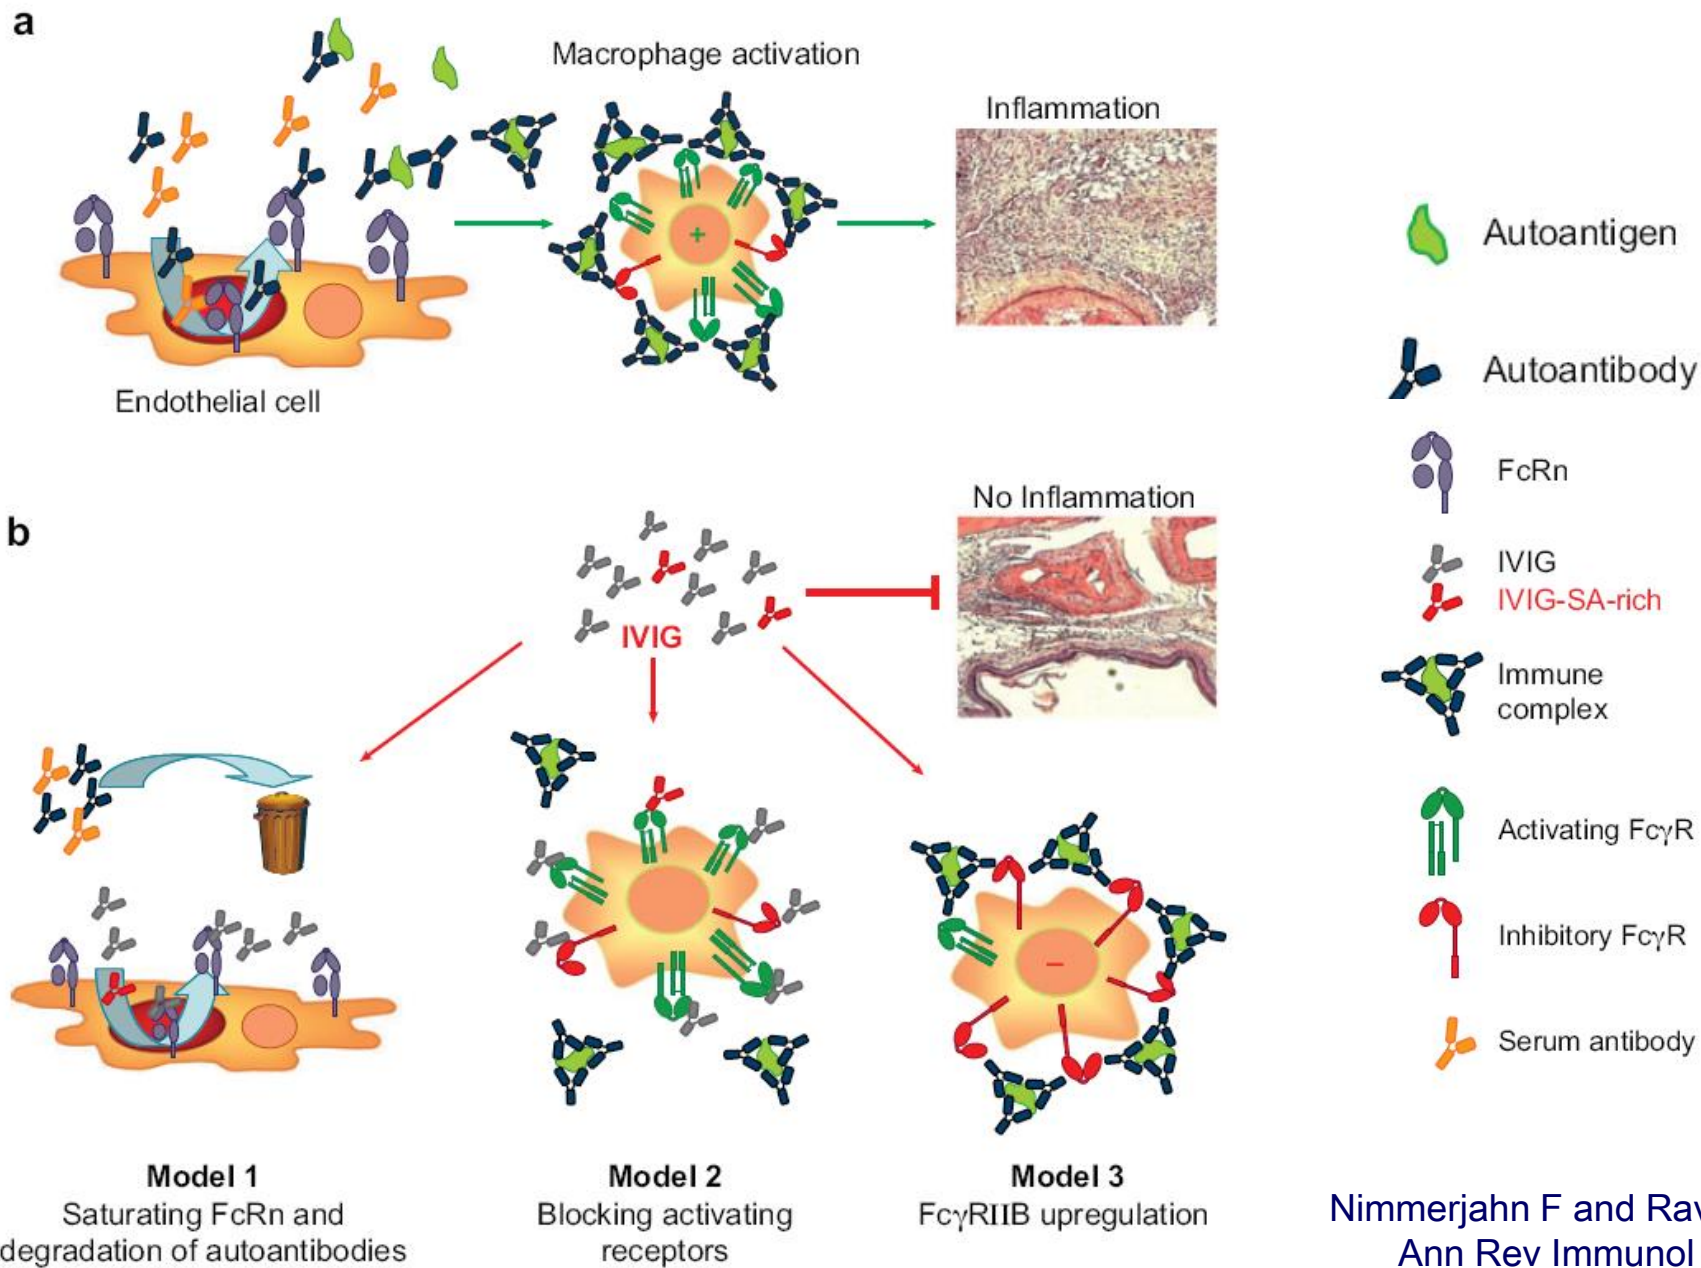 a
Macrophage activation
Inflammation
Endothelial cell
+
Autoantigen
Autoantibody
FcRn
IVIG
IVIG-SA-rich
Immune
complex
Activating FcγR
Inhibitory FcγR
Serum antibody
b
No Inflammation
IVIG
−
Model 1
Saturating FcRn and
degradation of autoantibodies
Model 2
Blocking activating
receptors
Model 3
FcγRIIB upregulation
Nimmerjahn F and
Ann Rev Immunol